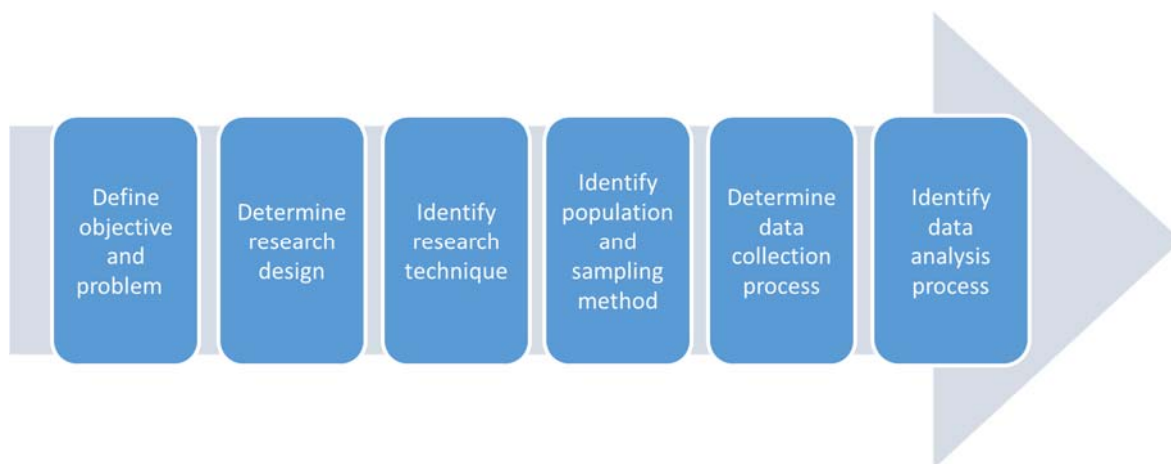 Define
objective
and
problem
Determine
research
design
Identify
research
technique
Identify
population
and
sampling
method
Determine
data
collection
process
Identify
data
analysis
process